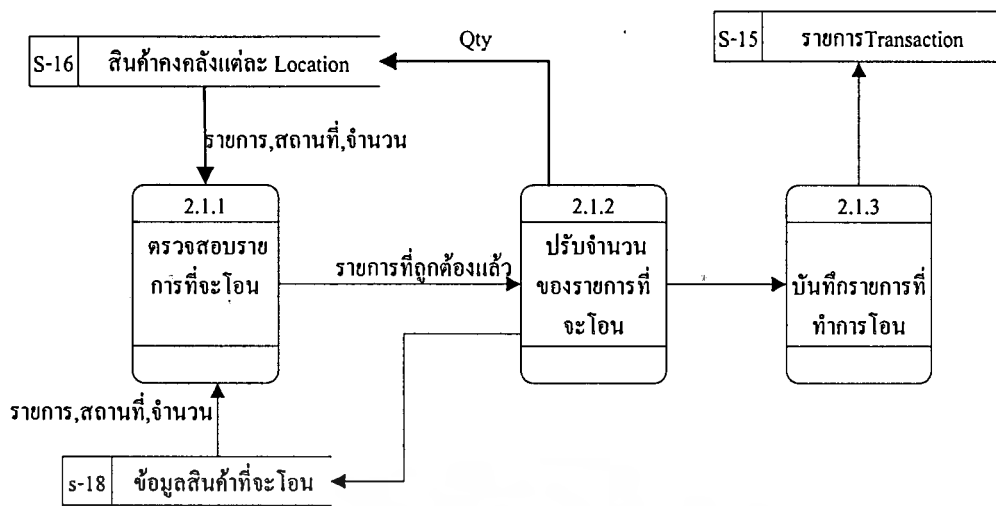 S-16 สินค้าคงคลังแต่ละ Location
Qty
S-15 รายการTransaction
รายการ,สถานที่,จำนวน
2.1.1
ตรวจสอบราย
การที่จะโอน
รายการที่ถูกต้องแล้ว
2.1.2
ปรับจำนวน
ของรายการที่
จะโอน
2.1.3
บันทึกรายการที่
ทำการโอน
รายการ,สถานที่,จำนวน
s-18 ข้อมูลสินค้าที่จะโอน